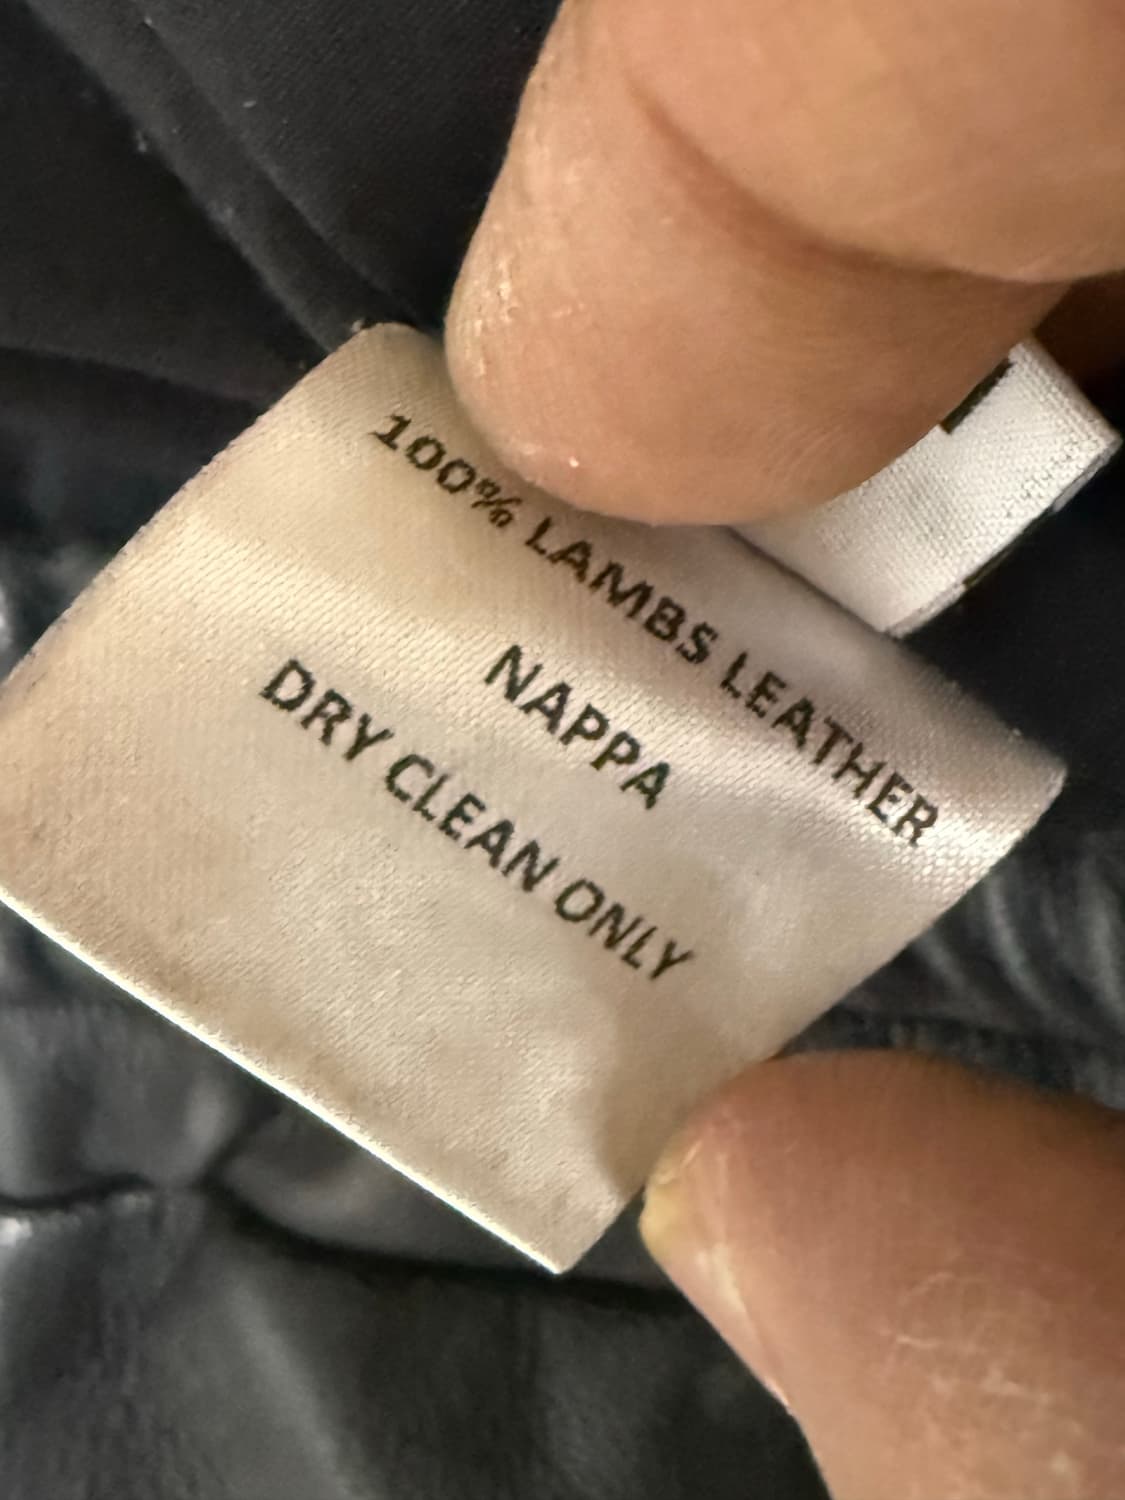 100% LAMBS LEATHER
NAPPA
DRY CLEAN ONLY